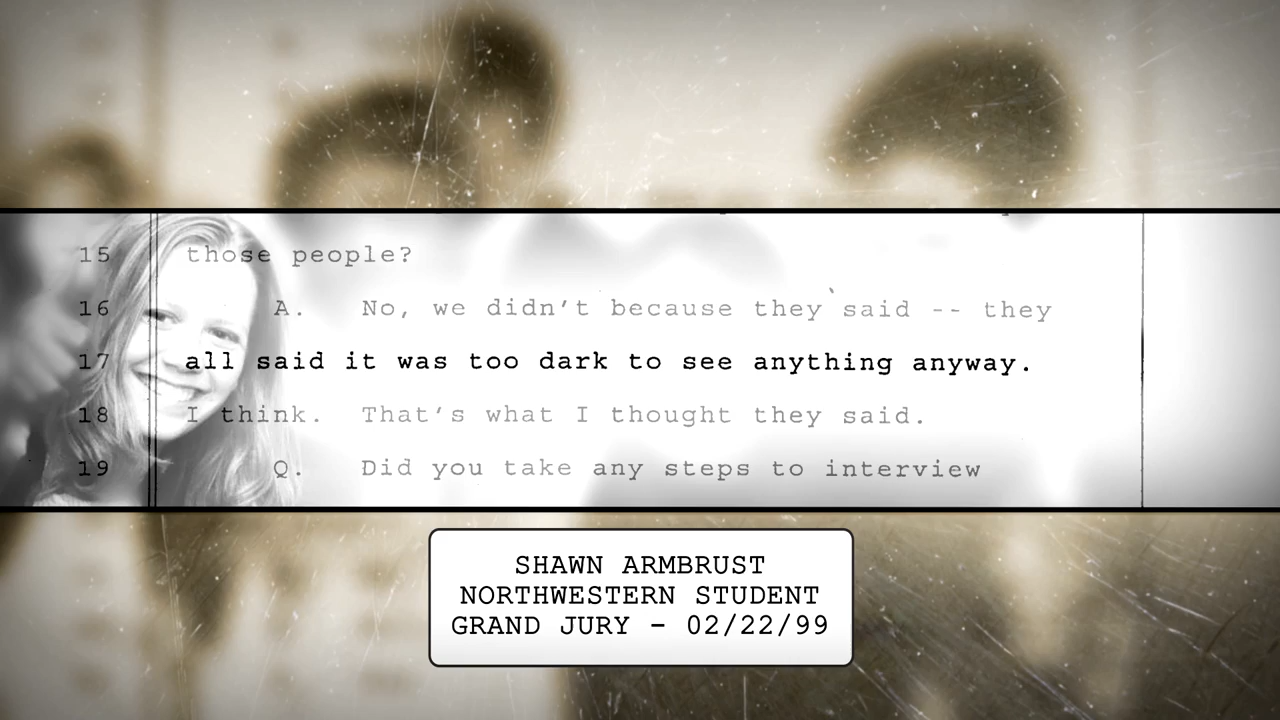 15 those people?
16 A. No, we didn't because they said -- they
17 all said it was too dark to see anything anyway.
18 I think. That's what I thought they said.
19 Q. Did you take any steps to interview
SHAWN ARMBRUST
NORTHWESTERN STUDENT
GRAND JURY - 02/22/99